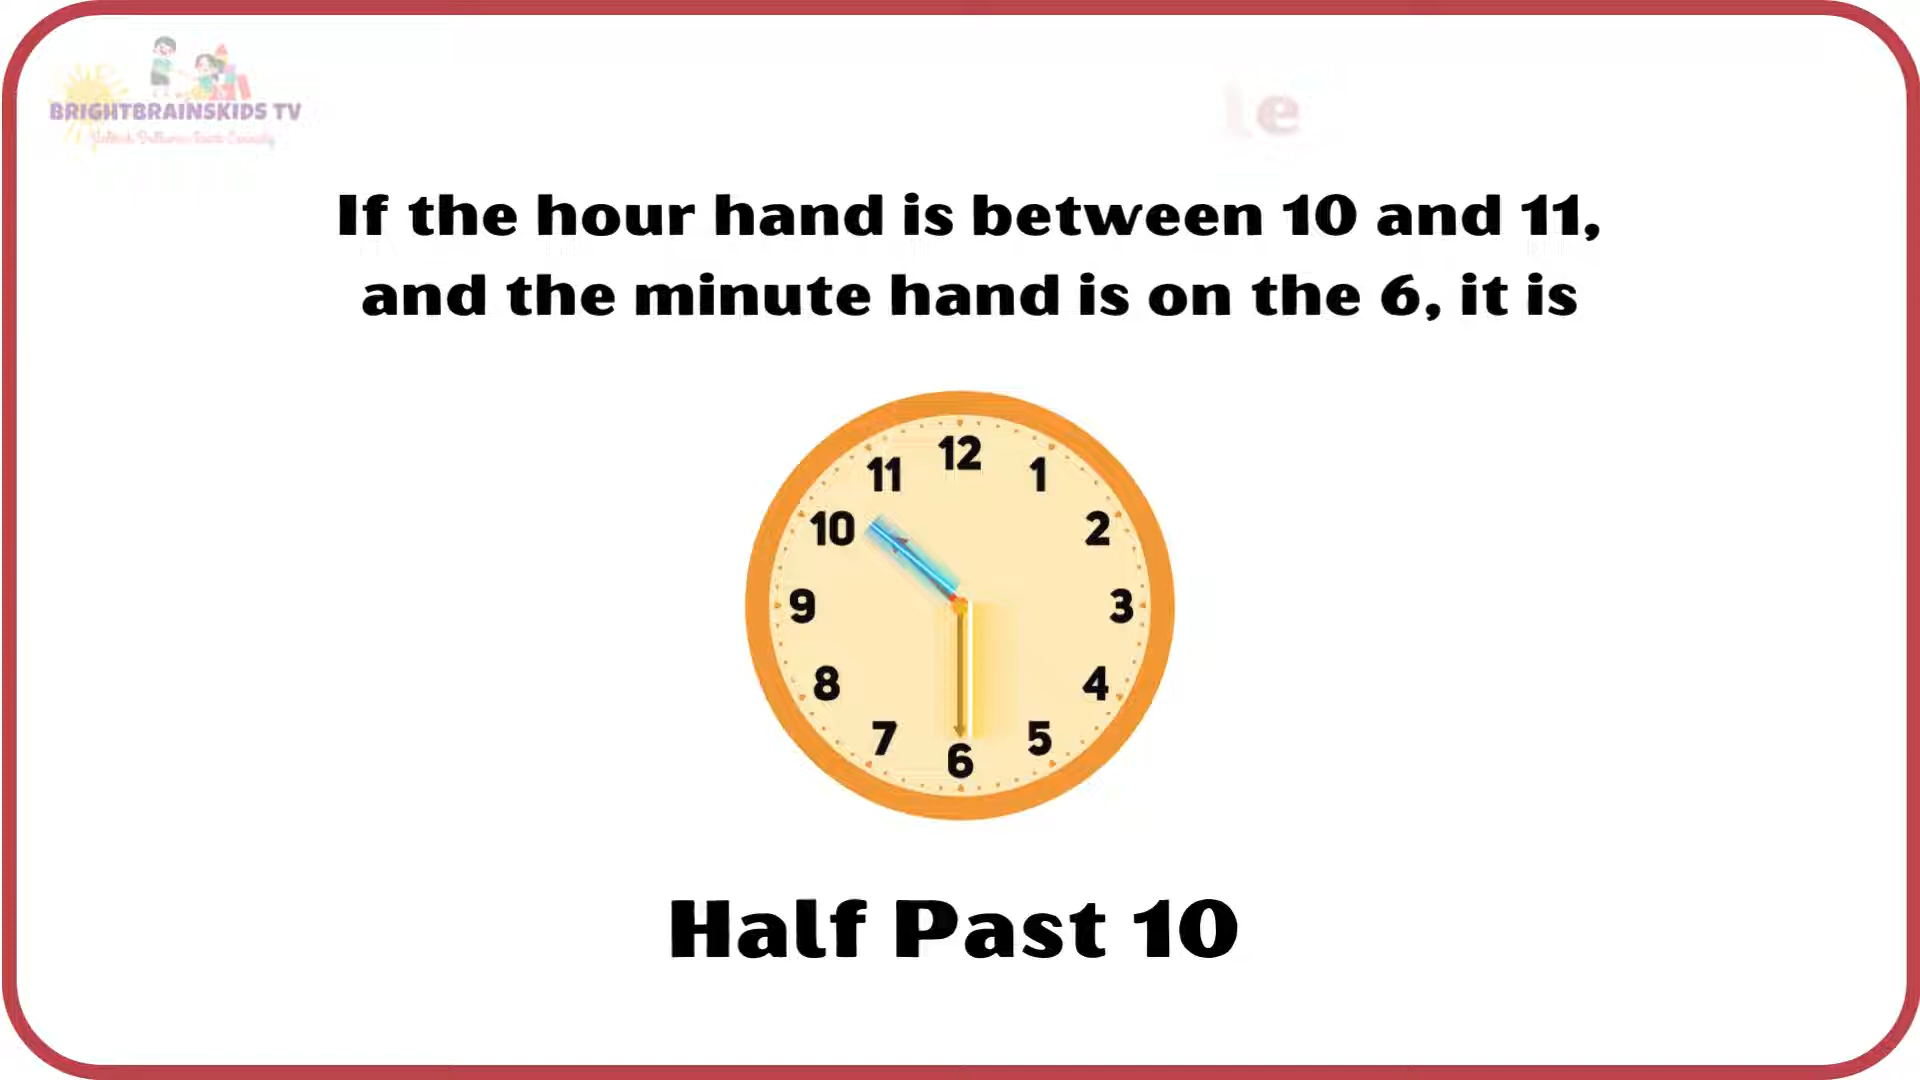 BRIGHTBRAINSKIDS TV
le
If the hour hand is between 10 and 11,
and the minute hand is on the 6, it is
12
11
1
10
2
9
3
8
4
7
5
6
Half Past 10